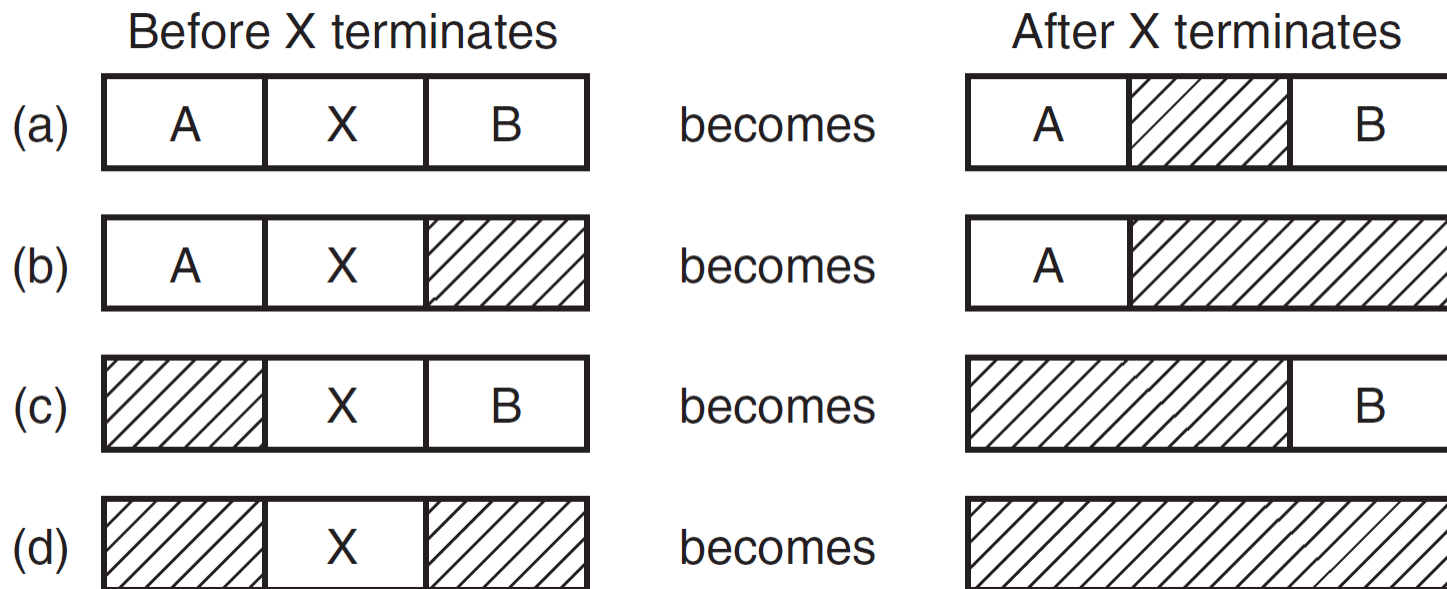 Before X terminates After X terminates
(a) A X B becomes A B
(b) A X becomes A
(c) X B becomes B
(d) X becomes